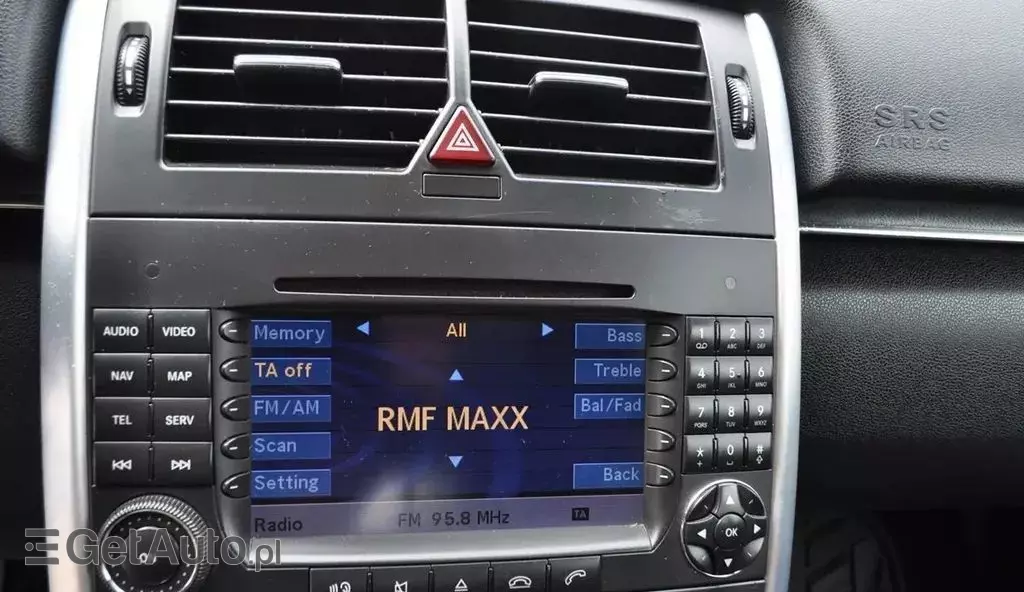 SRS
AIRBAG
AUDIO VIDEO
NAV MAP
TEL SERV
Memory
TA off
FM/AM
Scan
Setting
All
RMF MAXX
Bass
Treble
Bal/Fad
Back
Radio FM 95.8 MHz TA
1 2 3
ABC DEF
4 5 6
GHI JKL MNO
7 8 9
PQRS TUV WXYZ
* 0 #
OK
GetAuto.pl